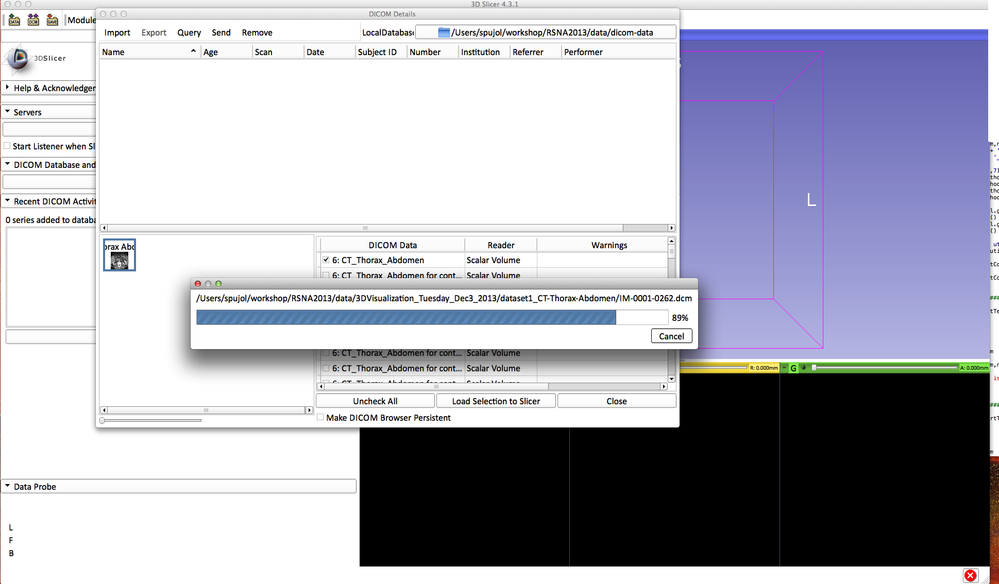 3D Slicer 4.3.1
DICOM Details
DATA DCM SAVE Module
Import Export Query Send Remove LocalDatabase /Users/spujol/workshop/RSNA2013/data/dicom-data
Name Age Scan Date Subject ID Number Institution Referrer Performer
3DSlicer
Help & Acknowledgen
Servers
Start Listener when Sl
DICOM Database and
Recent DICOM Activit
0 series added to databa
L
orax Abd
DICOM Data Reader Warnings
6: CT_Thorax_Abdomen Scalar Volume
6: CT_Thorax_Abdomen for cont... Scalar Volume
/Users/spujol/workshop/RSNA2013/data/3DVisualization_Tuesday_Dec3_2013/dataset1_CT-Thorax-Abdomen/IM-0001-0262.dcm
89%
Cancel
6: CT_Thorax_Abdomen for cont... Scalar Volume
6: CT_Thorax_Abdomen for cont... Scalar Volume
R: 0.000mm G A: 0.000mm
Uncheck All Load Selection to Slicer Close
Make DICOM Browser Persistent
Data Probe
L
F
B